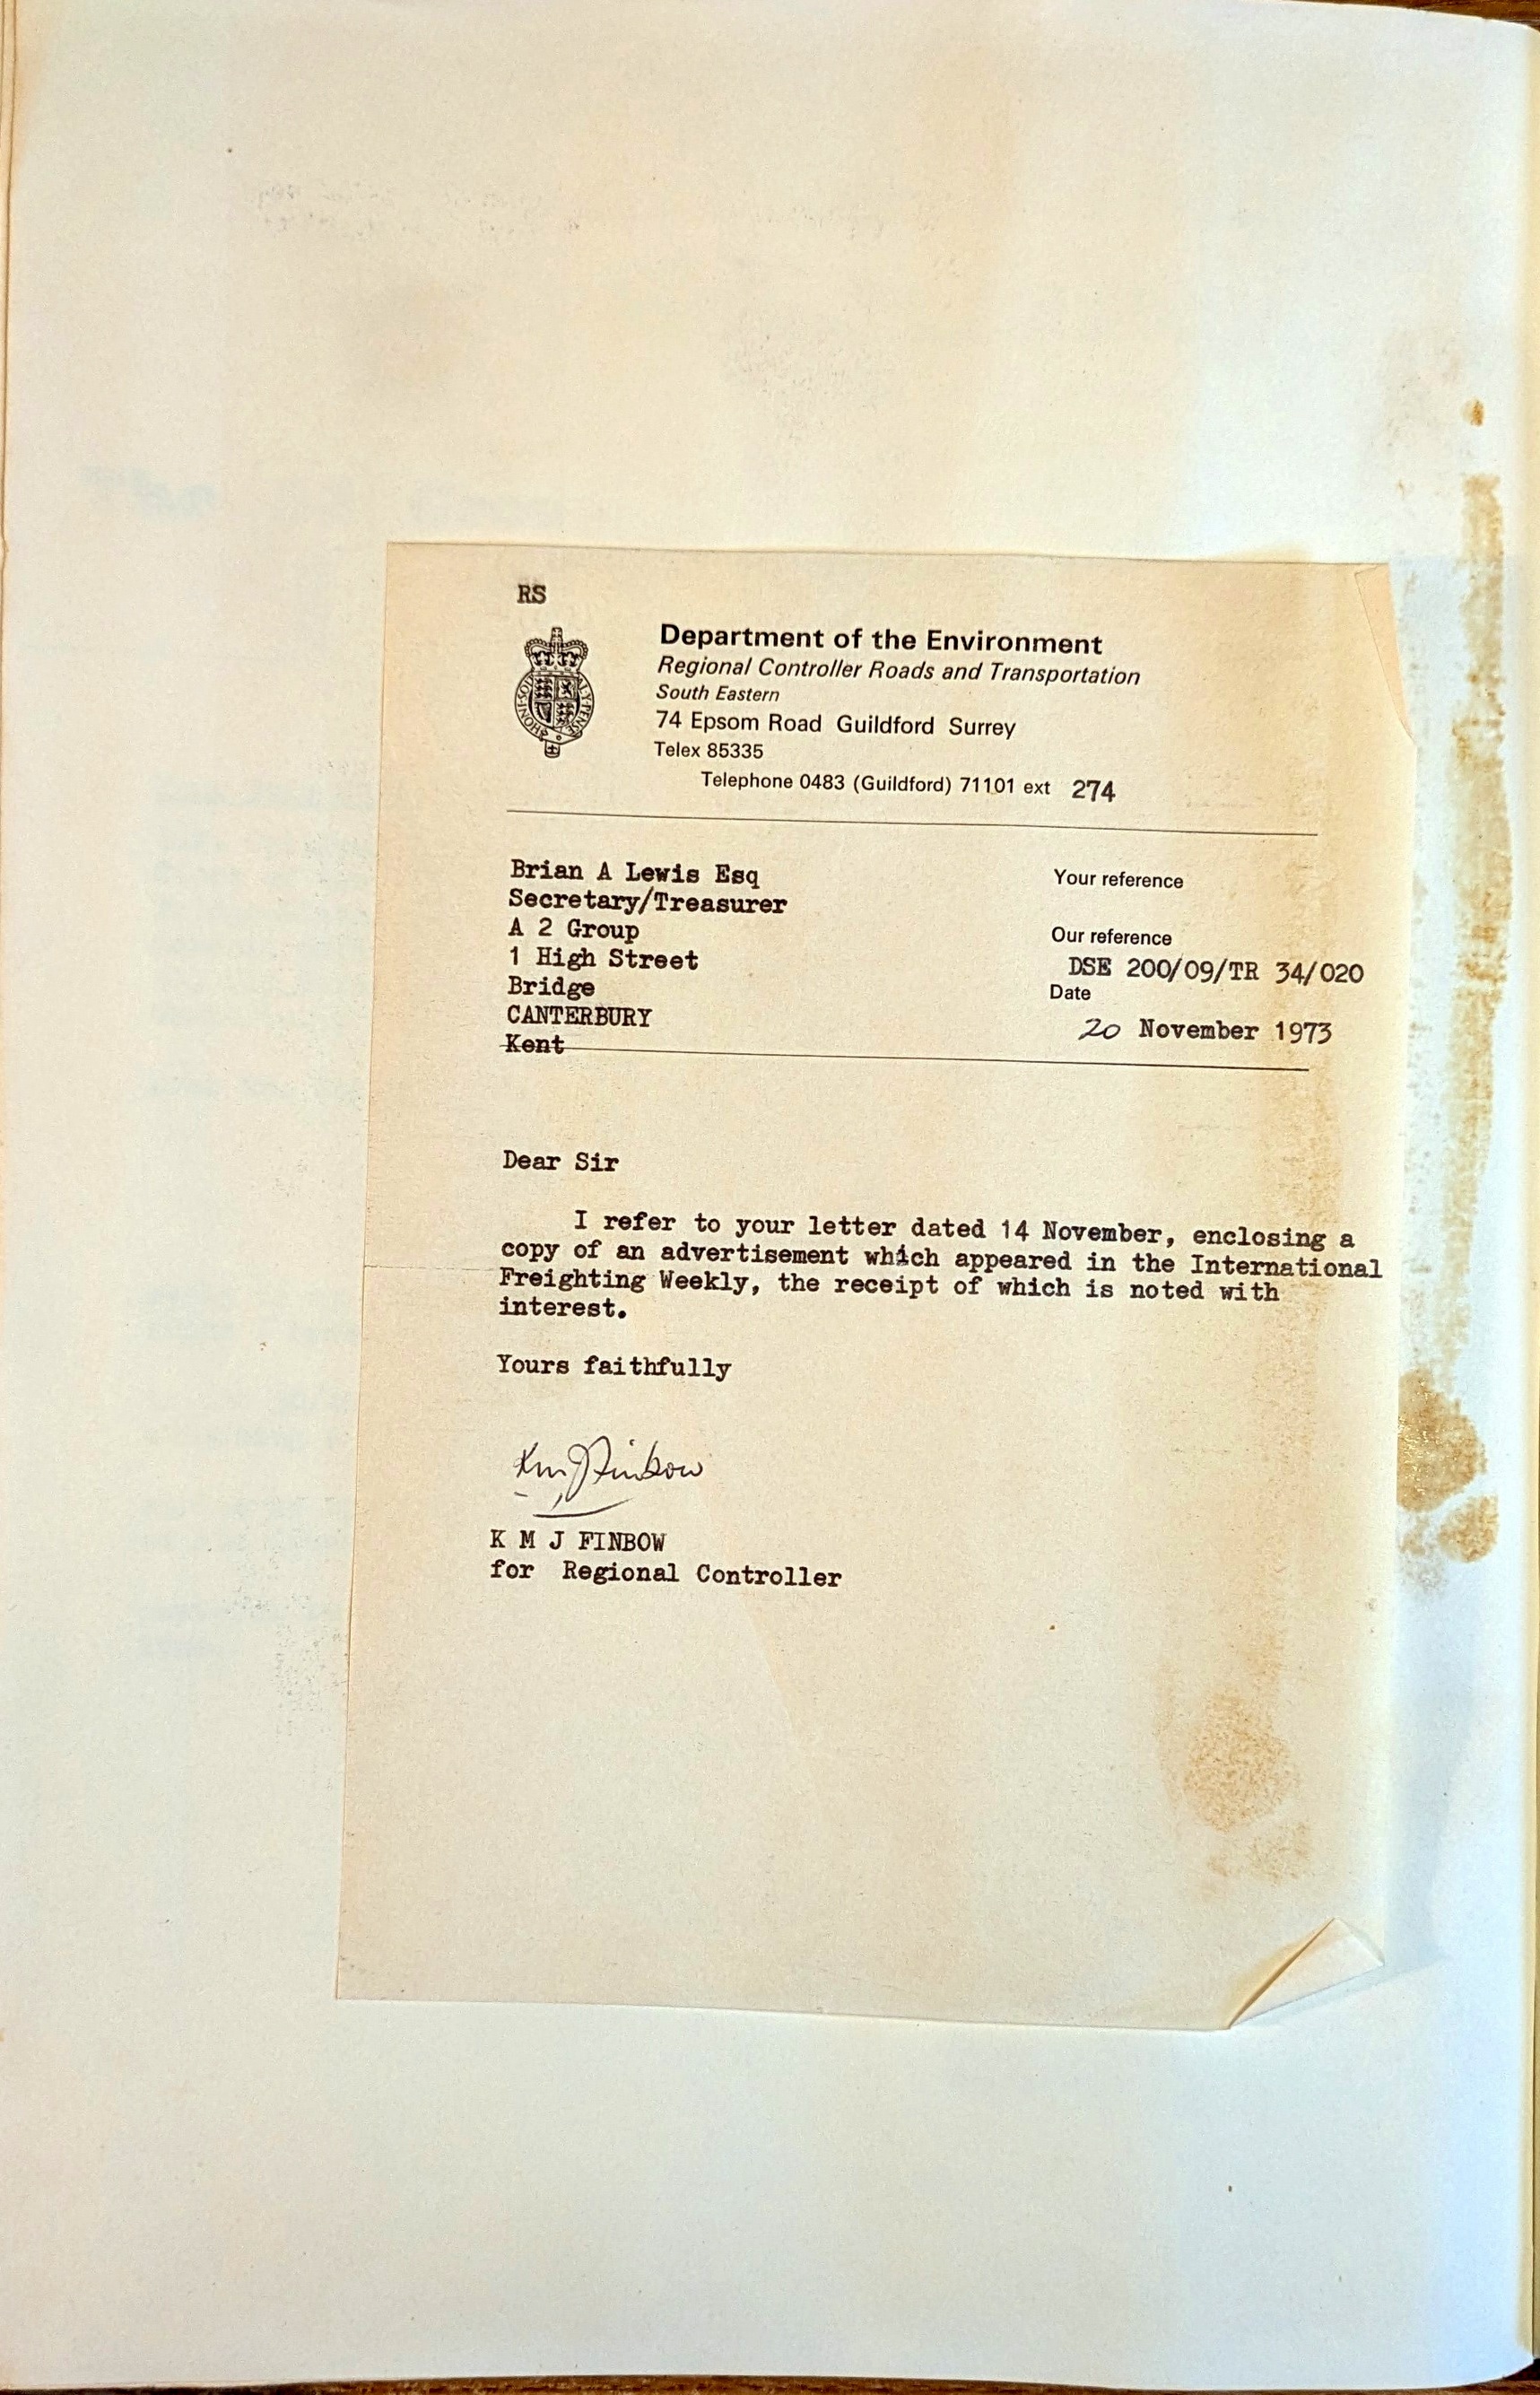 RS
Department of the Environment
Regional Controller Roads and Transportation
South Eastern
74 Epsom Road Guildford Surrey
Telex 85335
Telephone 0483 (Guildford) 71101 ext 274
Brian A Lewis Esq
Secretary/Treasurer
A 2 Group
1 High Street
Bridge
CANTERBURY
Kent
Your reference
Our reference
DSE 200/09/TR 34/020
Date
20 November 1973
Dear Sir
I refer to your letter dated 14 November, enclosing a
copy of an advertisement which appeared in the International
Freighting Weekly, the receipt of which is noted with
interest.
Yours faithfully
KMJFinbow
K M J FINBOW
for Regional Controller